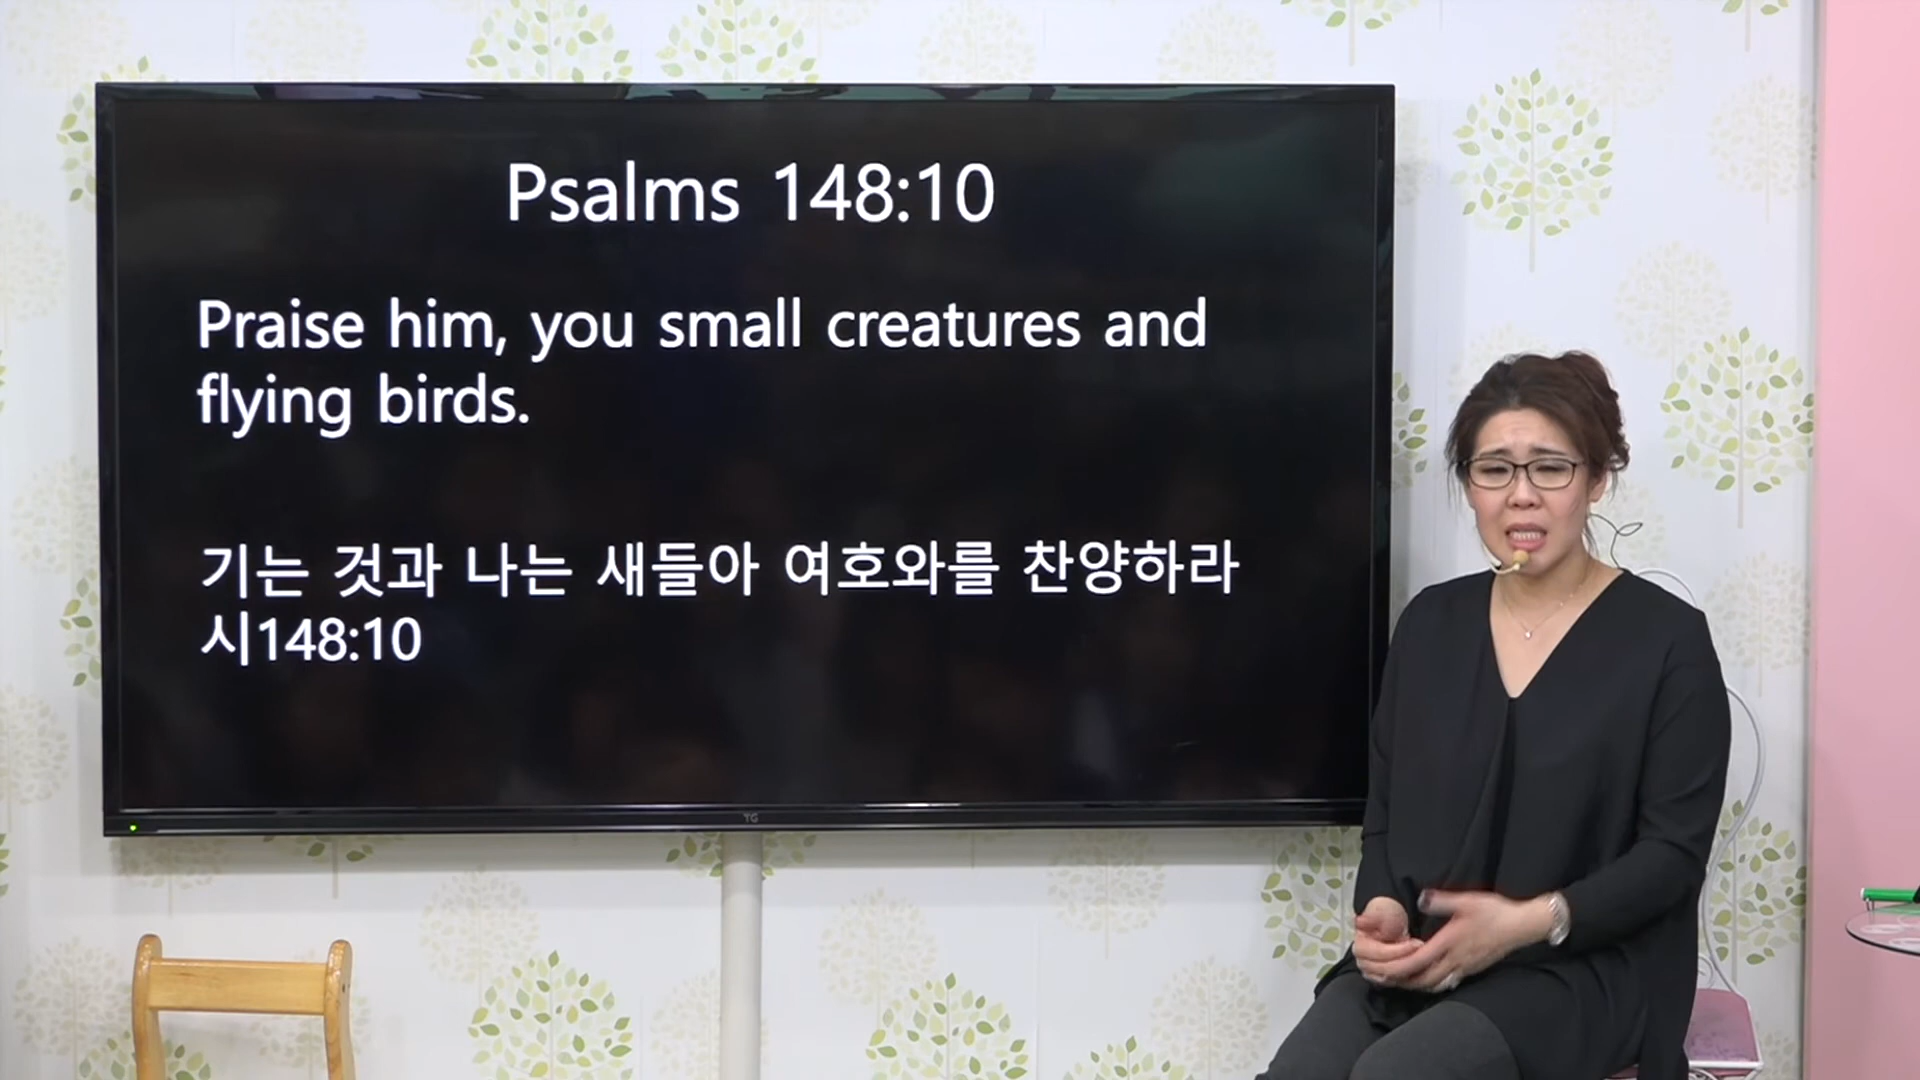 Psalms 148:10
Praise him, you small creatures and
flying birds.
기는 것과 나는 새들아 여호와를 찬양하라
시148:10
YG